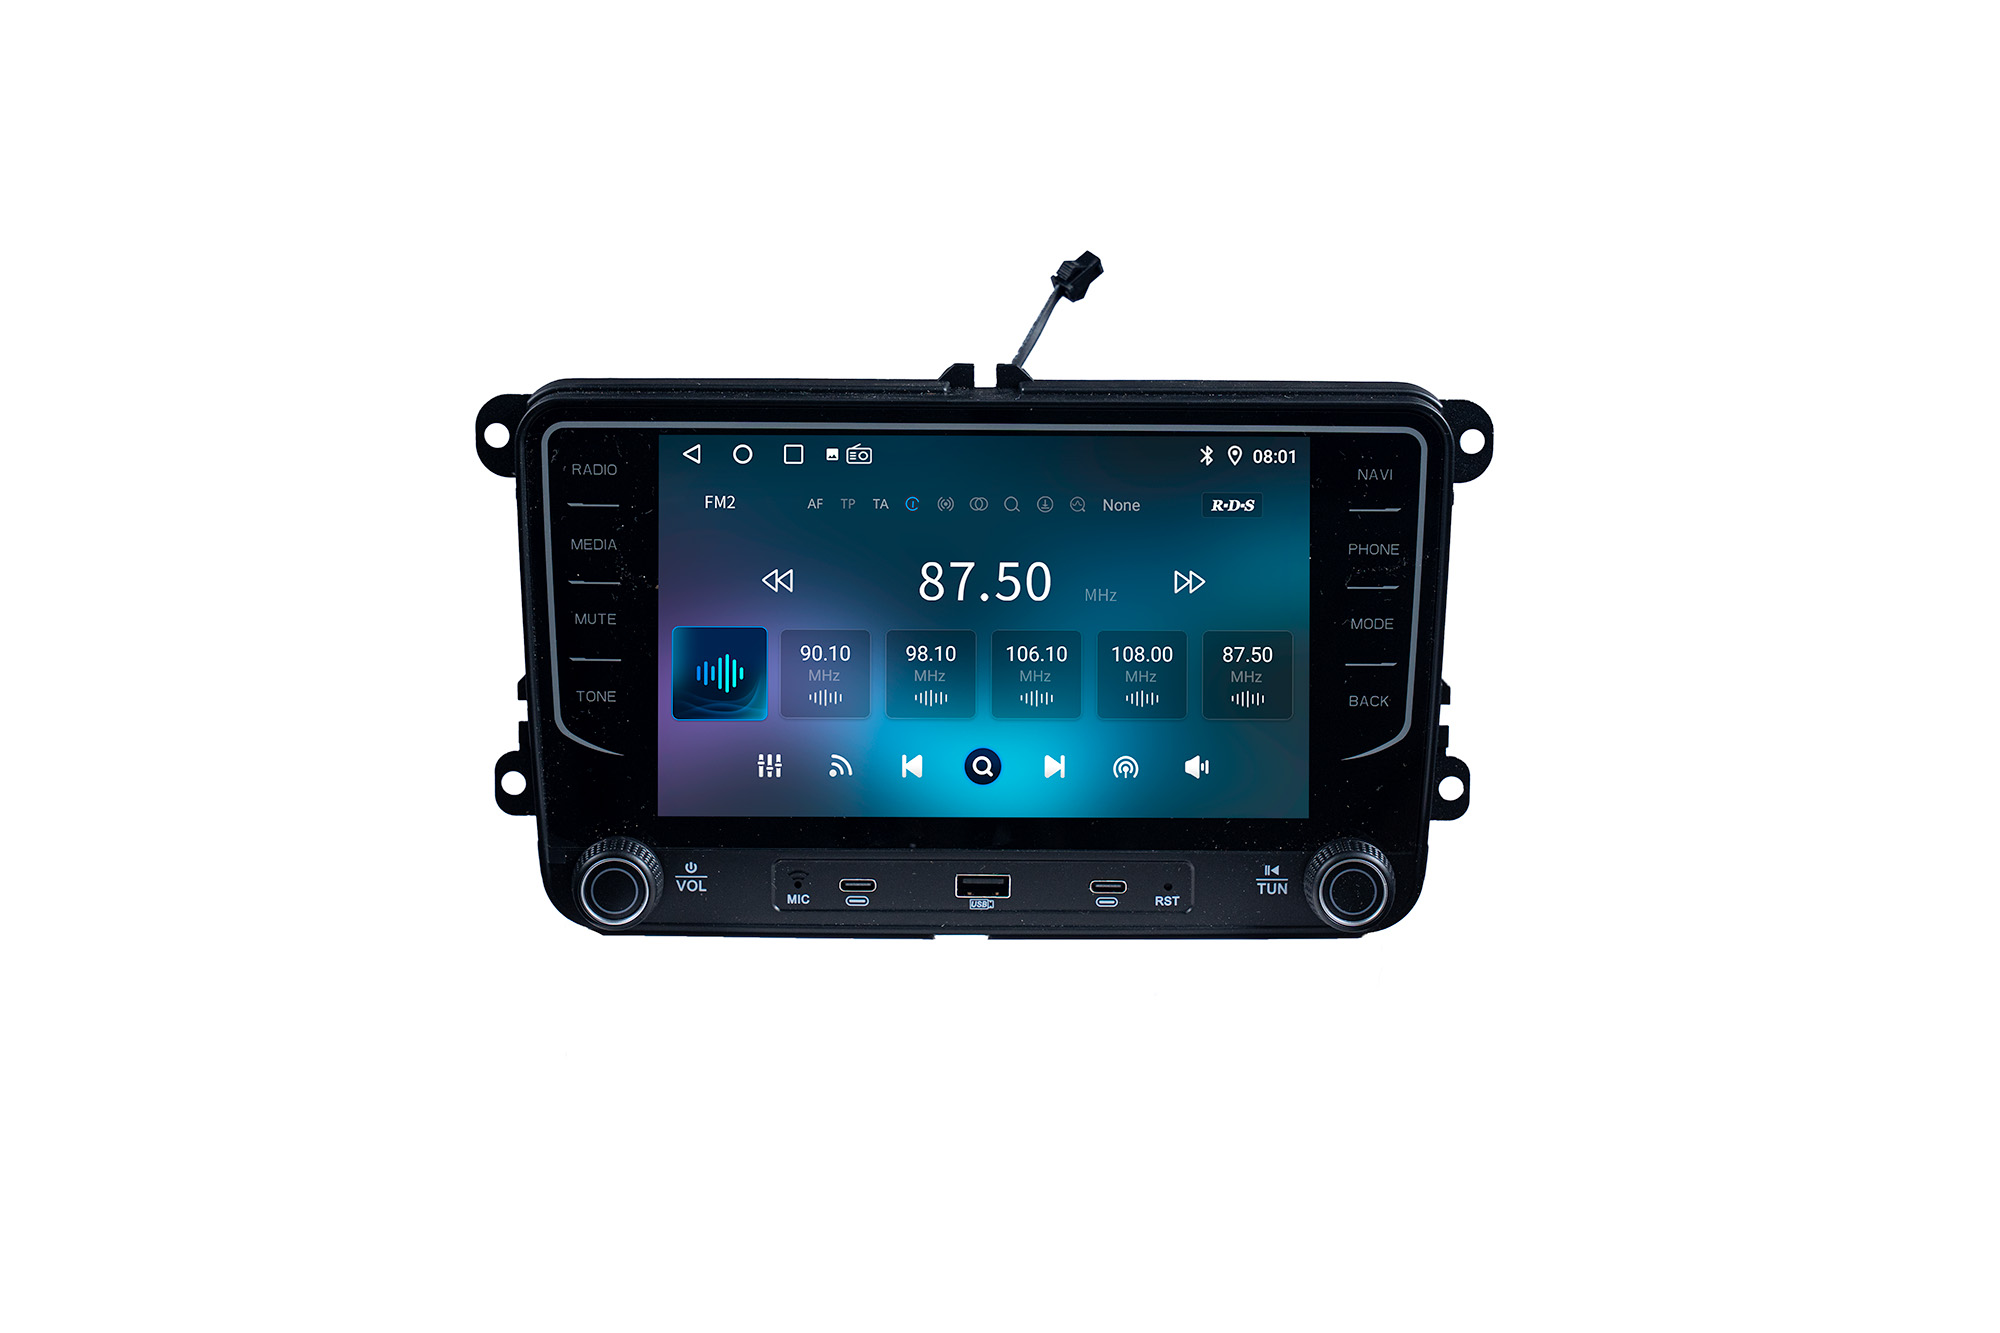 RADIO
MEDIA
MUTE
TONE
08:01
FM2 AF TP TA None R·D·S
87.50 MHz
90.10 98.10 106.10 108.00 87.50
MHz MHz MHz MHz MHz
NAVI
PHONE
MODE
BACK
VOL
MIC
USB
RST
TUN